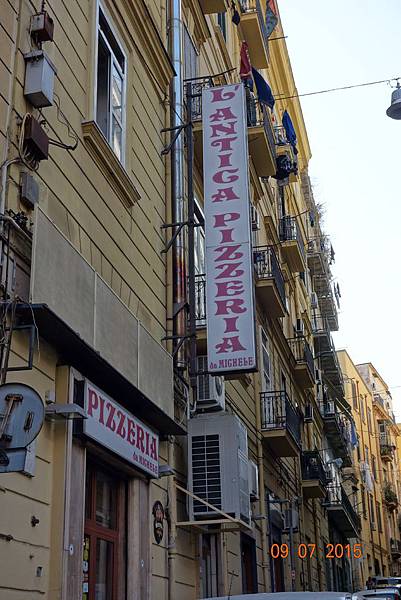 L'ANTICA PIZZERIA
da MICHELE
PIZZERIA
da MICHELE
09 07 2015